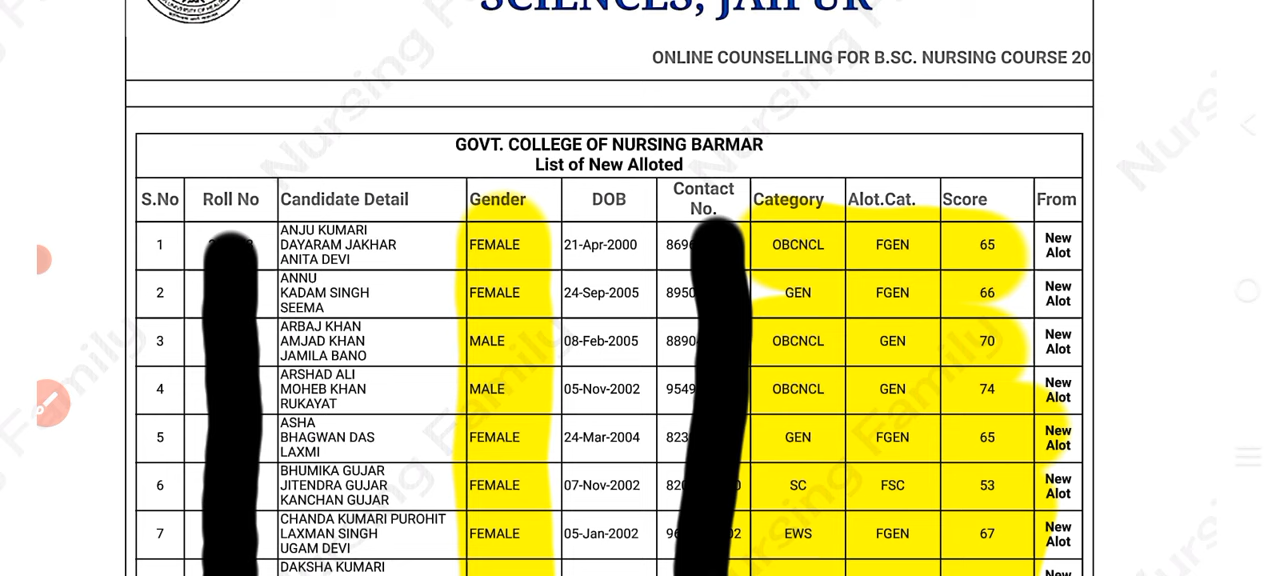 SCIENCES, JAIPUR
ONLINE COUNSELLING FOR B.SC. NURSING COURSE 20
GOVT. COLLEGE OF NURSING BARMAR
List of New Alloted
S.No Roll No Candidate Detail Gender DOB Contact No. Category Alot.Cat. Score From
1 ANJU KUMARI FEMALE 21-Apr-2000 869 OBCNCL FGEN 65 New Alot
DAYARAM JAKHAR
ANITA DEVI
2 ANNU FEMALE 24-Sep-2005 8950 GEN FGEN 66 New Alot
KADAM SINGH
SEEMA
3 ARBAJ KHAN MALE 08-Feb-2005 8890 OBCNCL GEN 70 New Alot
AMJAD KHAN
JAMILA BANO
4 ARSHAD ALI MALE 05-Nov-2002 9549 OBCNCL GEN 74 New Alot
MOHEB KHAN
RUKAYAT
5 ASHA FEMALE 24-Mar-2004 823 GEN FGEN 65 New Alot
BHAGWAN DAS
LAXMI
6 BHUMIKA GUJAR FEMALE 07-Nov-2002 82 SC FSC 53 New Alot
JITENDRA GUJAR
KANCHAN GUJAR
7 CHANDA KUMARI PUROHIT FEMALE 05-Jan-2002 9 02 EWS FGEN 67 New Alot
LAXMAN SINGH
UGAM DEVI
DAKSHA KUMARI New
Nursing Family